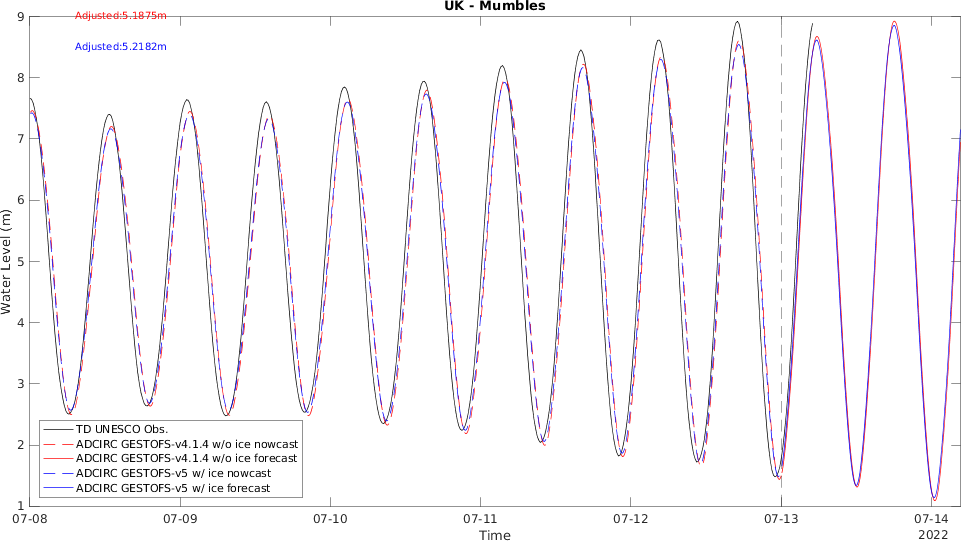 UK - Mumbles
Adjusted:5.1875m
Adjusted:5.2182m
9
8
7
6
5
4
3
2
1
Water Level (m)
TD UNESCO Obs.
ADCIRC GESTOFS-v4.1.4 w/o ice nowcast
ADCIRC GESTOFS-v4.1.4 w/o ice forecast
ADCIRC GESTOFS-v5 w/ ice nowcast
ADCIRC GESTOFS-v5 w/ ice forecast
07-08 07-09 07-10 07-11 07-12 07-13 07-14
Time
2022